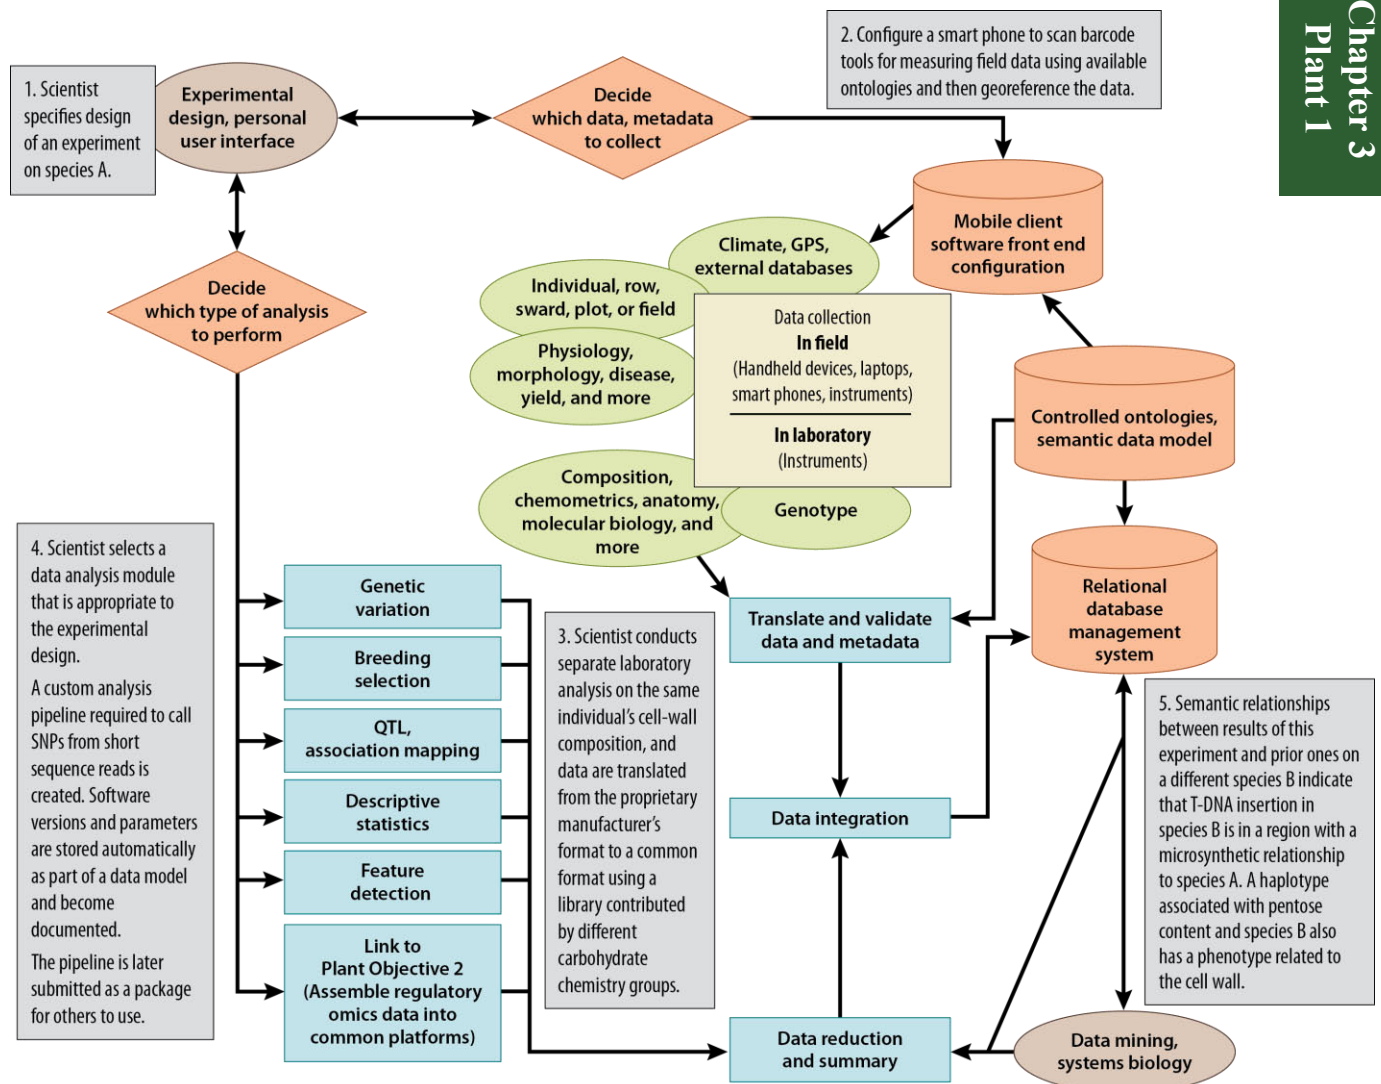 Chapter 3
Plant 1
1. Scientist
specifies design
of an experiment
on species A.
Experimental
design, personal
user interface
Decide
which data, metadata
to collect
2. Configure a smart phone to scan barcode
tools for measuring field data using available
ontologies and then georeference the data.
Mobile client
software front end
configuration
Climate, GPS,
external databases
Individual, row,
sward, plot, or field
Physiology,
morphology, disease,
yield, and more
Data collection
In field
(Handheld devices, laptops,
smart phones, instruments)
In laboratory
(Instruments)
Composition,
chemometrics, anatomy,
molecular biology, and
more
Genotype
Decide
which type of analysis
to perform
Controlled ontologies,
semantic data model
Relational
database
management
system
4. Scientist selects a
data analysis module
that is appropriate to
the experimental
design.
A custom analysis
pipeline required to call
SNPs from short
sequence reads is
created. Software
versions and parameters
are stored automatically
as part of a data model
and become
documented.
The pipeline is later
submitted as a package
for others to use.
Genetic
variation
Breeding
selection
QTL,
association mapping
Descriptive
statistics
Feature
detection
Link to
Plant Objective 2
(Assemble regulatory
omics data into
common platforms)
3. Scientist conducts
separate laboratory
analysis on the same
individual’s cell-wall
composition, and
data are translated
from the proprietary
manufacturer’s
format to a common
format using a
library contributed
by different
carbohydrate
chemistry groups.
Translate and validate
data and metadata
Data integration
Data reduction
and summary
5. Semantic relationships
between results of this
experiment and prior ones on
a different species B indicate
that T-DNA insertion in
species B is in a region with a
microsynthetic relationship
to species A. A haplotype
associated with pentose
content and species B also
has a phenotype related to
the cell wall.
Data mining,
systems biology